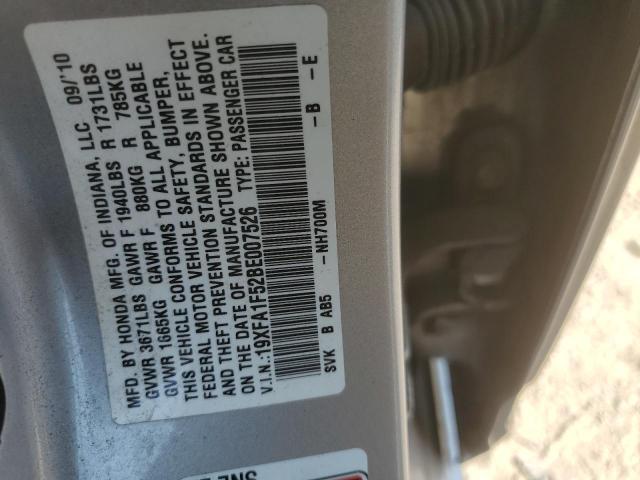 MFD. BY HONDA MFG. OF INDIANA, LLC 09/'10
GVWR 3671LBS GAWR F 1940LBS R 1731LBS
GVWR 1665KG GAWR F 880KG R 785KG
THIS VEHICLE CONFORMS TO ALL APPLICABLE
FEDERAL MOTOR VEHICLE SAFETY, BUMPER,
AND THEFT PREVENTION STANDARDS IN EFFECT
ON THE DATE OF MANUFACTURE SHOWN ABOVE.
V.I.N.:19XFA1F52BE007526 TYPE: PASSENGER CAR
SVK B AB5 –NH700M –B –E